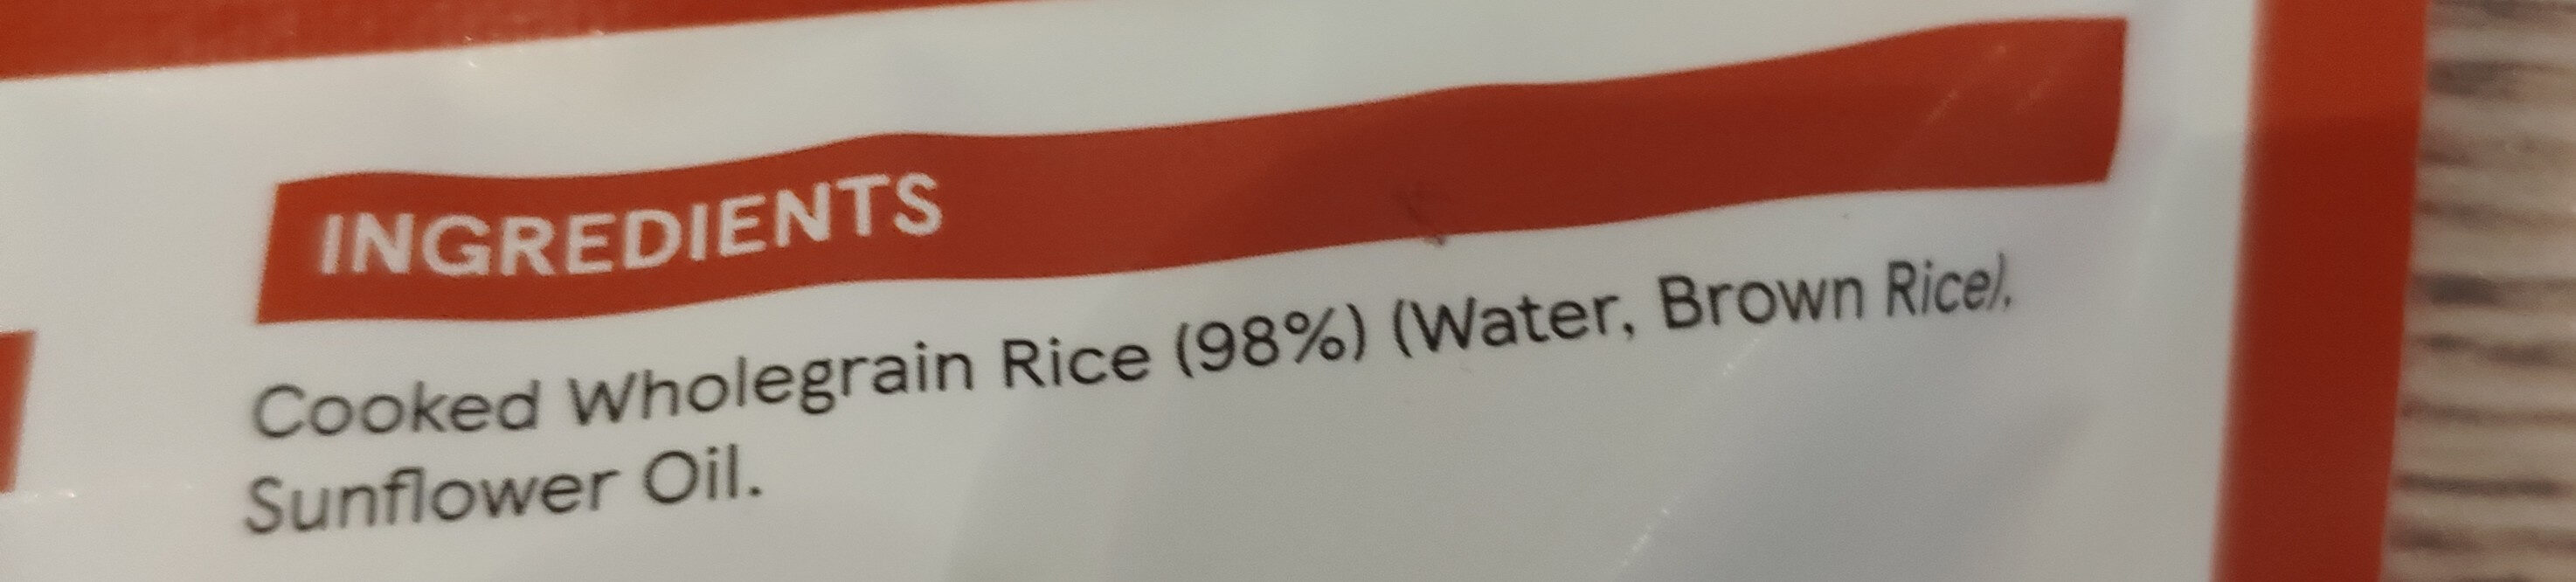 INGREDIENTS
Cooked Wholegrain Rice (98%) (Water, Brown Rice),
Sunflower Oil.